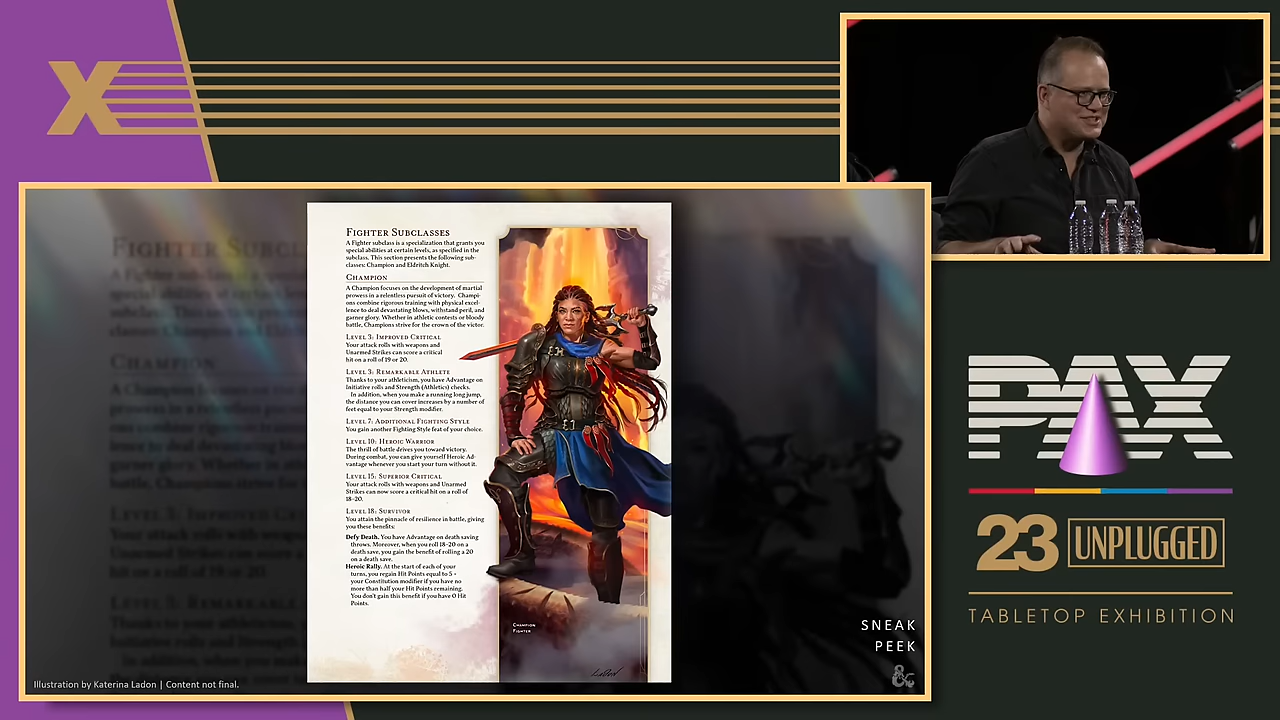 X
FIGHTER SUBCLASSES
A Fighter subclass is a specialization that grants you
special abilities at certain levels, as specified in the
subclass. This section presents the following sub-
classes: Champion and Eldritch Knight.
CHAMPION
A Champion focuses on the development of martial
prowess in a relentless pursuit of victory. Champi-
ons combine rigorous training with physical excel-
lence to deal devastating blows, withstand peril, and
garner glory. Whether in athletic contests or bloody
battle, Champions strive for the crown of the victor.
LEVEL 3: IMPROVED CRITICAL
Your attack rolls with weapons and
Unarmed Strikes can score a critical
hit on a roll of 19 or 20.
LEVEL 3: REMARKABLE ATHLETE
Thanks to your athleticism, you have Advantage on
Initiative rolls and Strength (Athletics) checks.
In addition, when you make a running long jump,
the distance you can cover increases by a number of
feet equal to your Strength modifier.
LEVEL 7: ADDITIONAL FIGHTING STYLE
You gain another Fighting Style feat of your choice.
LEVEL 10: HEROIC WARRIOR
The thrill of battle drives you toward victory.
During combat, you can give yourself Heroic Ad-
vantage whenever you start your turn without it.
LEVEL 15: SUPERIOR CRITICAL
Your attack rolls with weapons and Unarmed
Strikes can now score a critical hit on a roll of
18–20.
LEVEL 18: SURVIVOR
You attain the pinnacle of resilience in battle, giving
you these benefits:
Defy Death. You have Advantage on death saving
throws. Moreover, when you roll 18–20 on a
death save, you gain the benefit of rolling a 20
on a death save.
Heroic Rally. At the start of each of your
turns, you regain Hit Points equal to 5 +
your Constitution modifier if you have no
more than half your Hit Points remaining.
You don't gain this benefit if you have 0 Hit
Points.
CHAMPION
FIGHTER
SNEAK
PEEK
&
Illustration by Katerina Ladon | Content not final.
PAX
23 UNPLUGGED
TABLETOP EXHIBITION